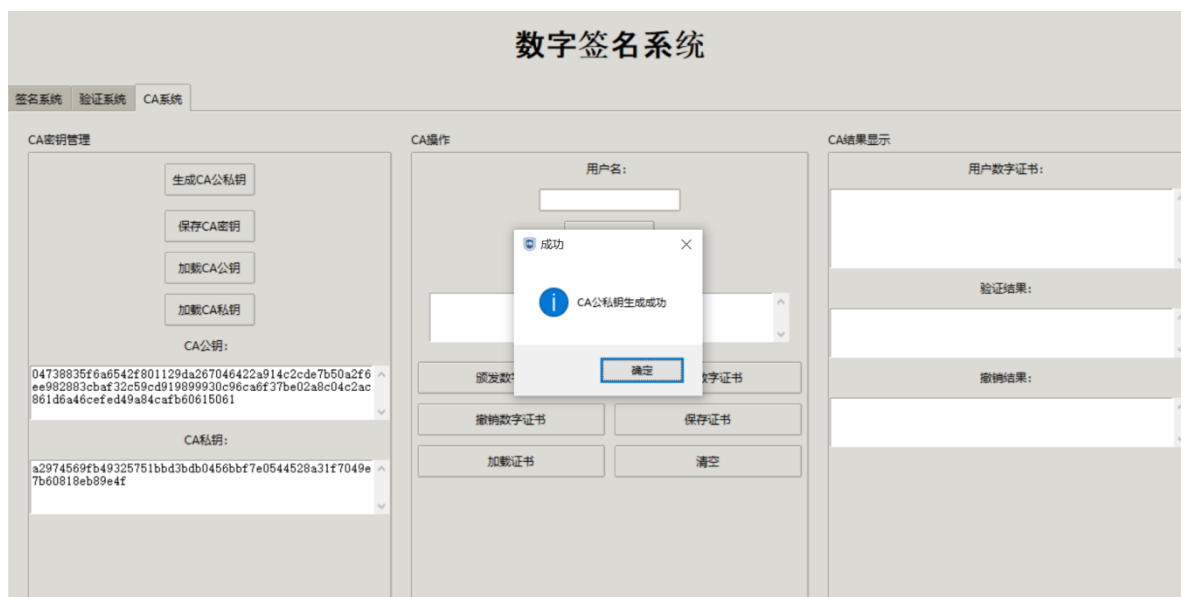 数字签名系统
签名系统 验证系统 CA系统
CA密钥管理
生成CA公私钥
保存CA密钥
加载CA公钥
加载CA私钥
CA公钥:
04738835f6a6542f801129da267046422a914c2cde7b50a2f6
ee982883cbaf32c59cd919899930c96ca6f37be02a8c04c2ac
861d6a46cefed49a84cafb60615061
CA私钥:
a2974569fb49325751bbd3bdb0456bbf7e0544528a31f7049e
7b60818eb89e4f
CA操作
用户名:
成功
CA公私钥生成成功
确定
颁发数 数字证书
撤销数字证书 保存证书
加载证书 清空
CA结果显示
用户数字证书:
验证结果:
撤销结果: